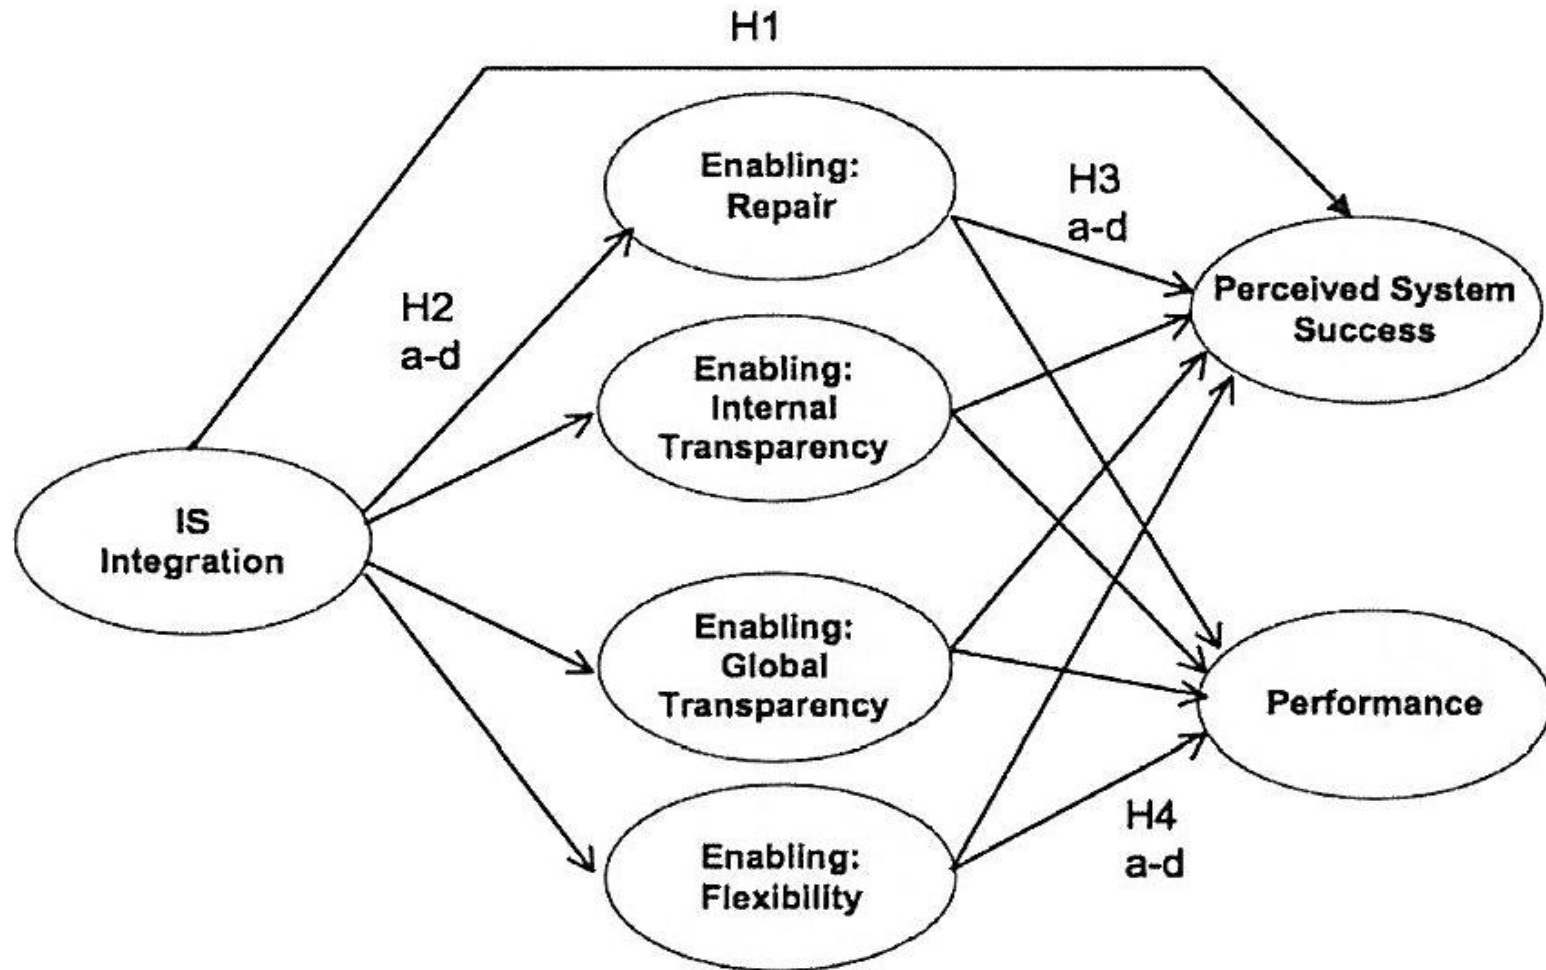 H1
Enabling:
Repair
H3
a-d
Perceived System
Success
H2
a-d
Enabling:
Internal
Transparency
IS
Integration
Enabling:
Global
Transparency
Performance
H4
a-d
Enabling:
Flexibility